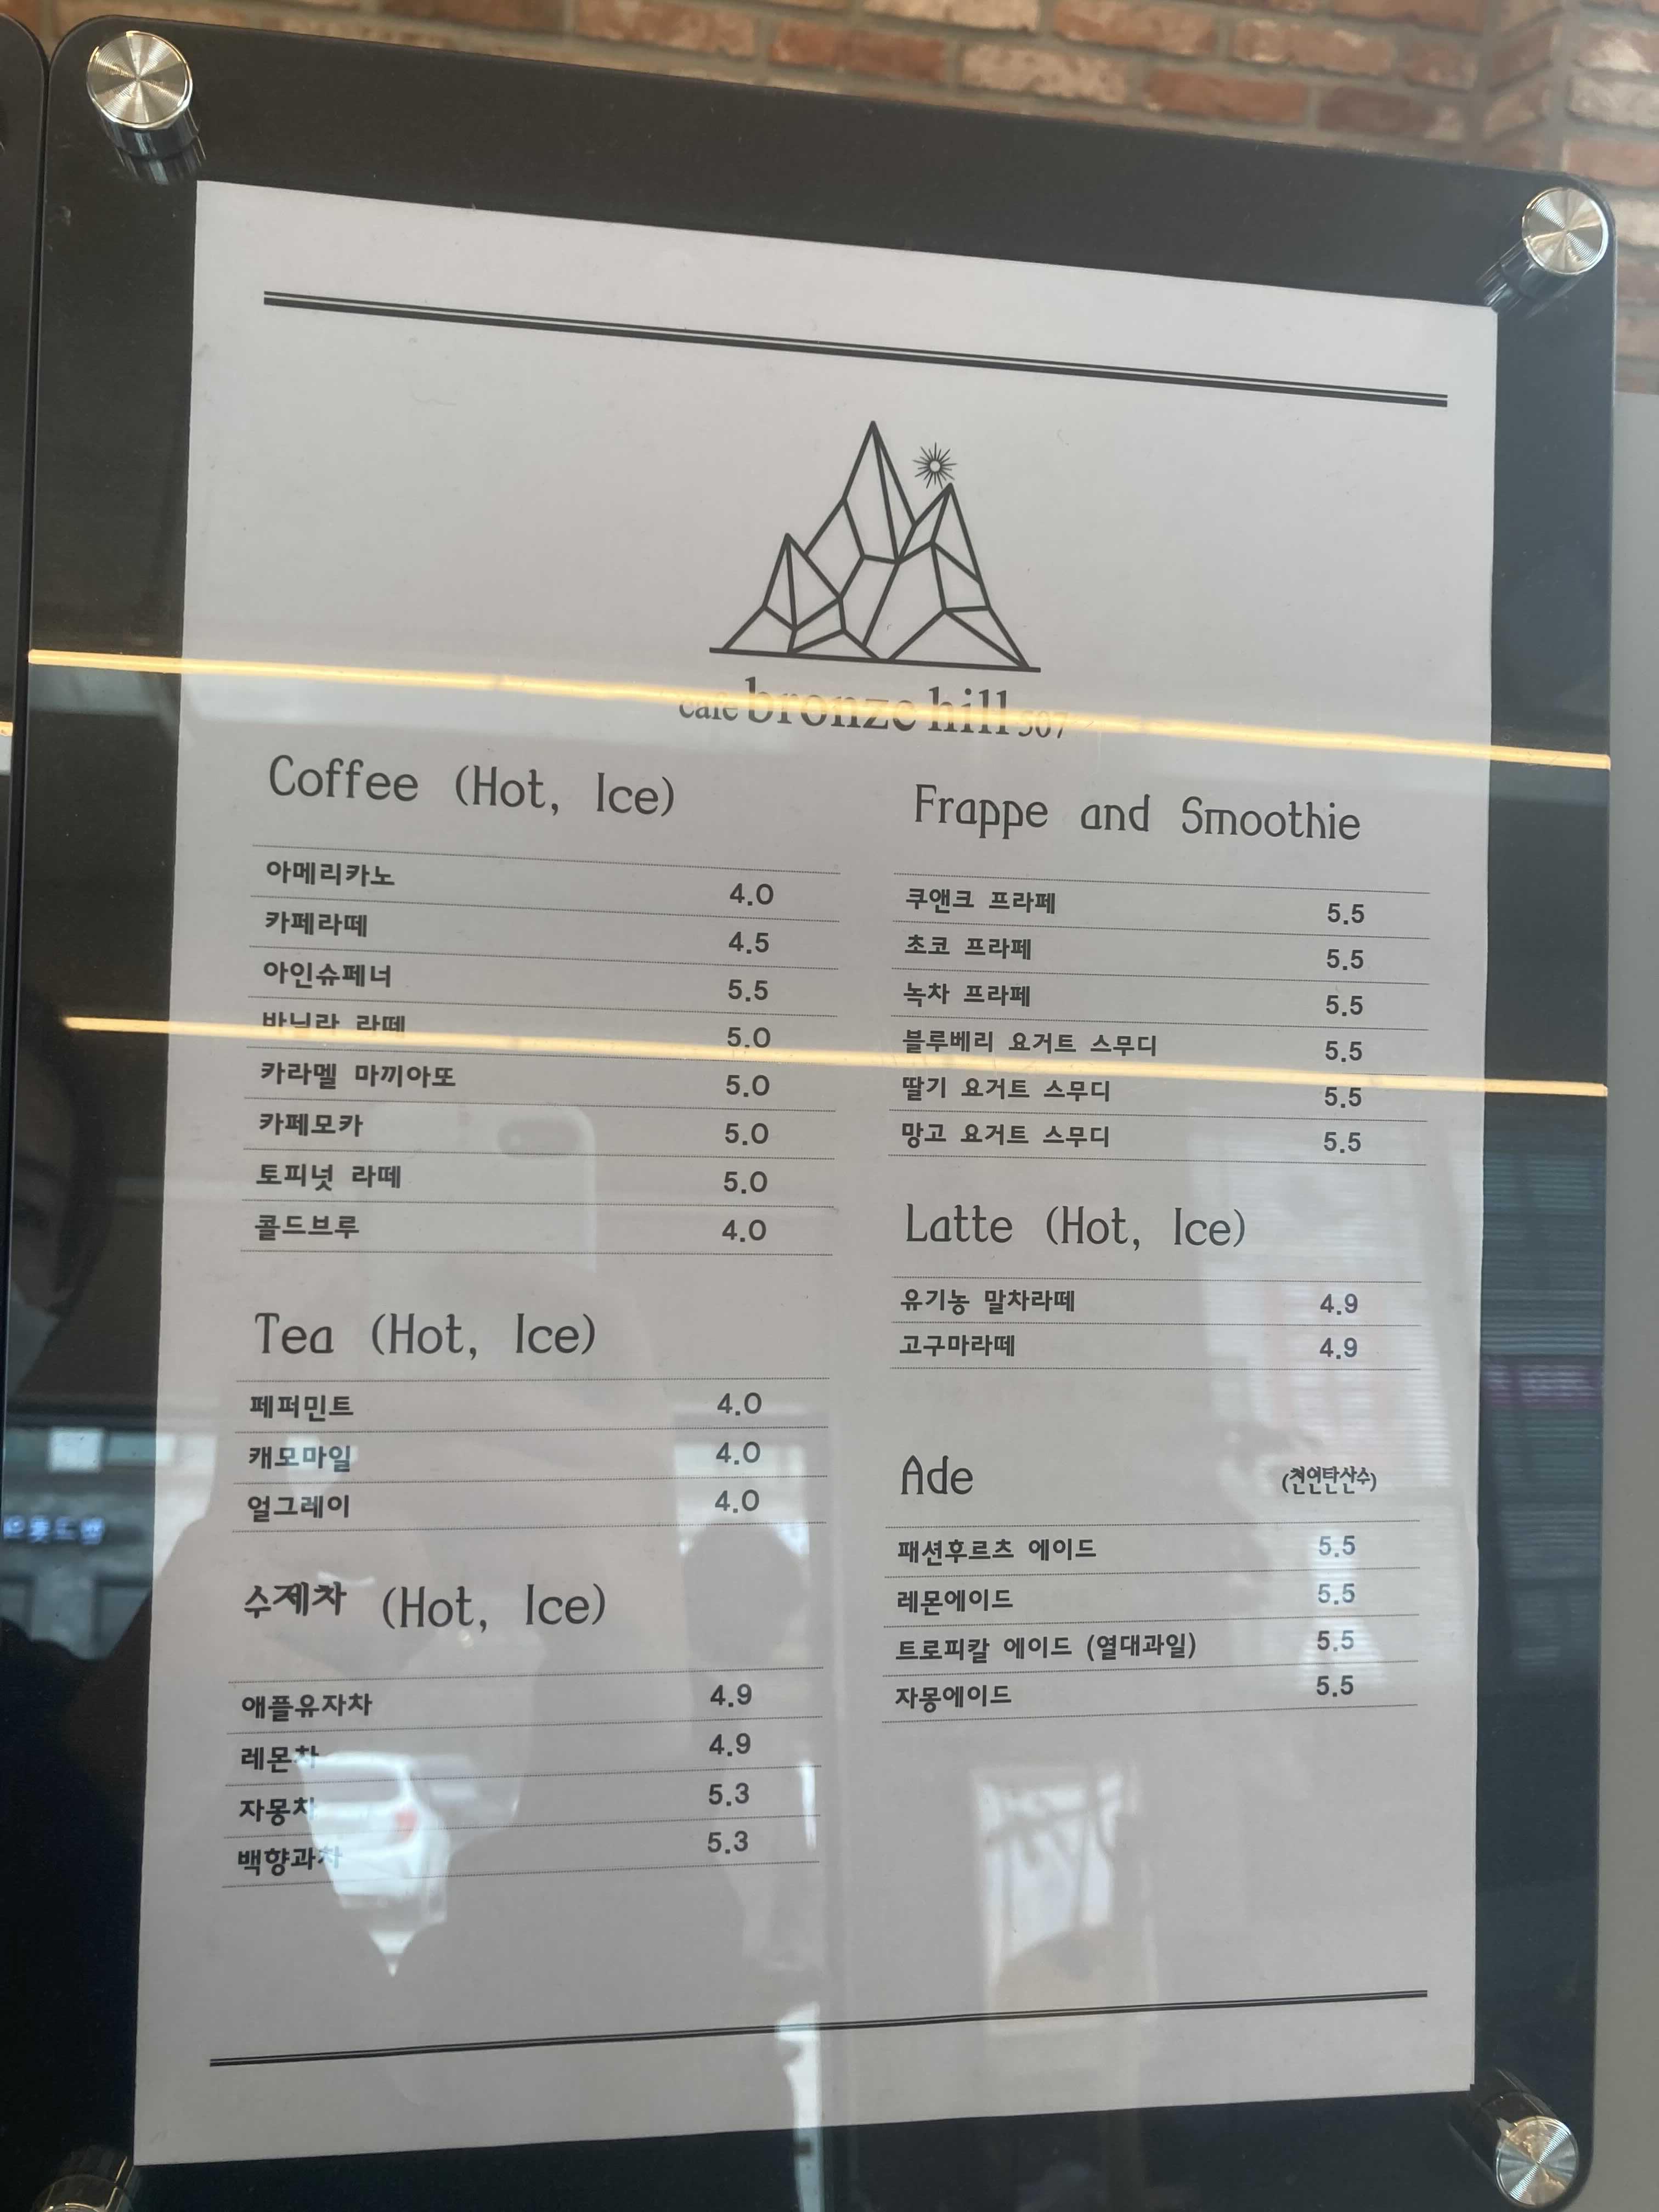 cafe bronze hill 507
Coffee (Hot, Ice)
아메리카노 4.0
카페라떼 4.5
아인슈페너 5.5
바닐라 라떼 5.0
카라멜 마끼아또 5.0
카페모카 5.0
토피넛 라떼 5.0
콜드브루 4.0
Tea (Hot, Ice)
페퍼민트 4.0
캐모마일 4.0
얼그레이 4.0
수제차 (Hot, Ice)
애플유자차 4.9
레몬차 4.9
자몽차 5.3
백향과차 5.3
Frappe and Smoothie
쿠앤크 프라페 5.5
초코 프라페 5.5
녹차 프라페 5.5
블루베리 요거트 스무디 5.5
딸기 요거트 스무디 5.5
망고 요거트 스무디 5.5
Latte (Hot, Ice)
유기농 말차라떼 4.9
고구마라떼 4.9
Ade (천연탄산수)
패션후르츠 에이드 5.5
레몬에이드 5.5
트로피칼 에이드 (열대과일) 5.5
자몽에이드 5.5